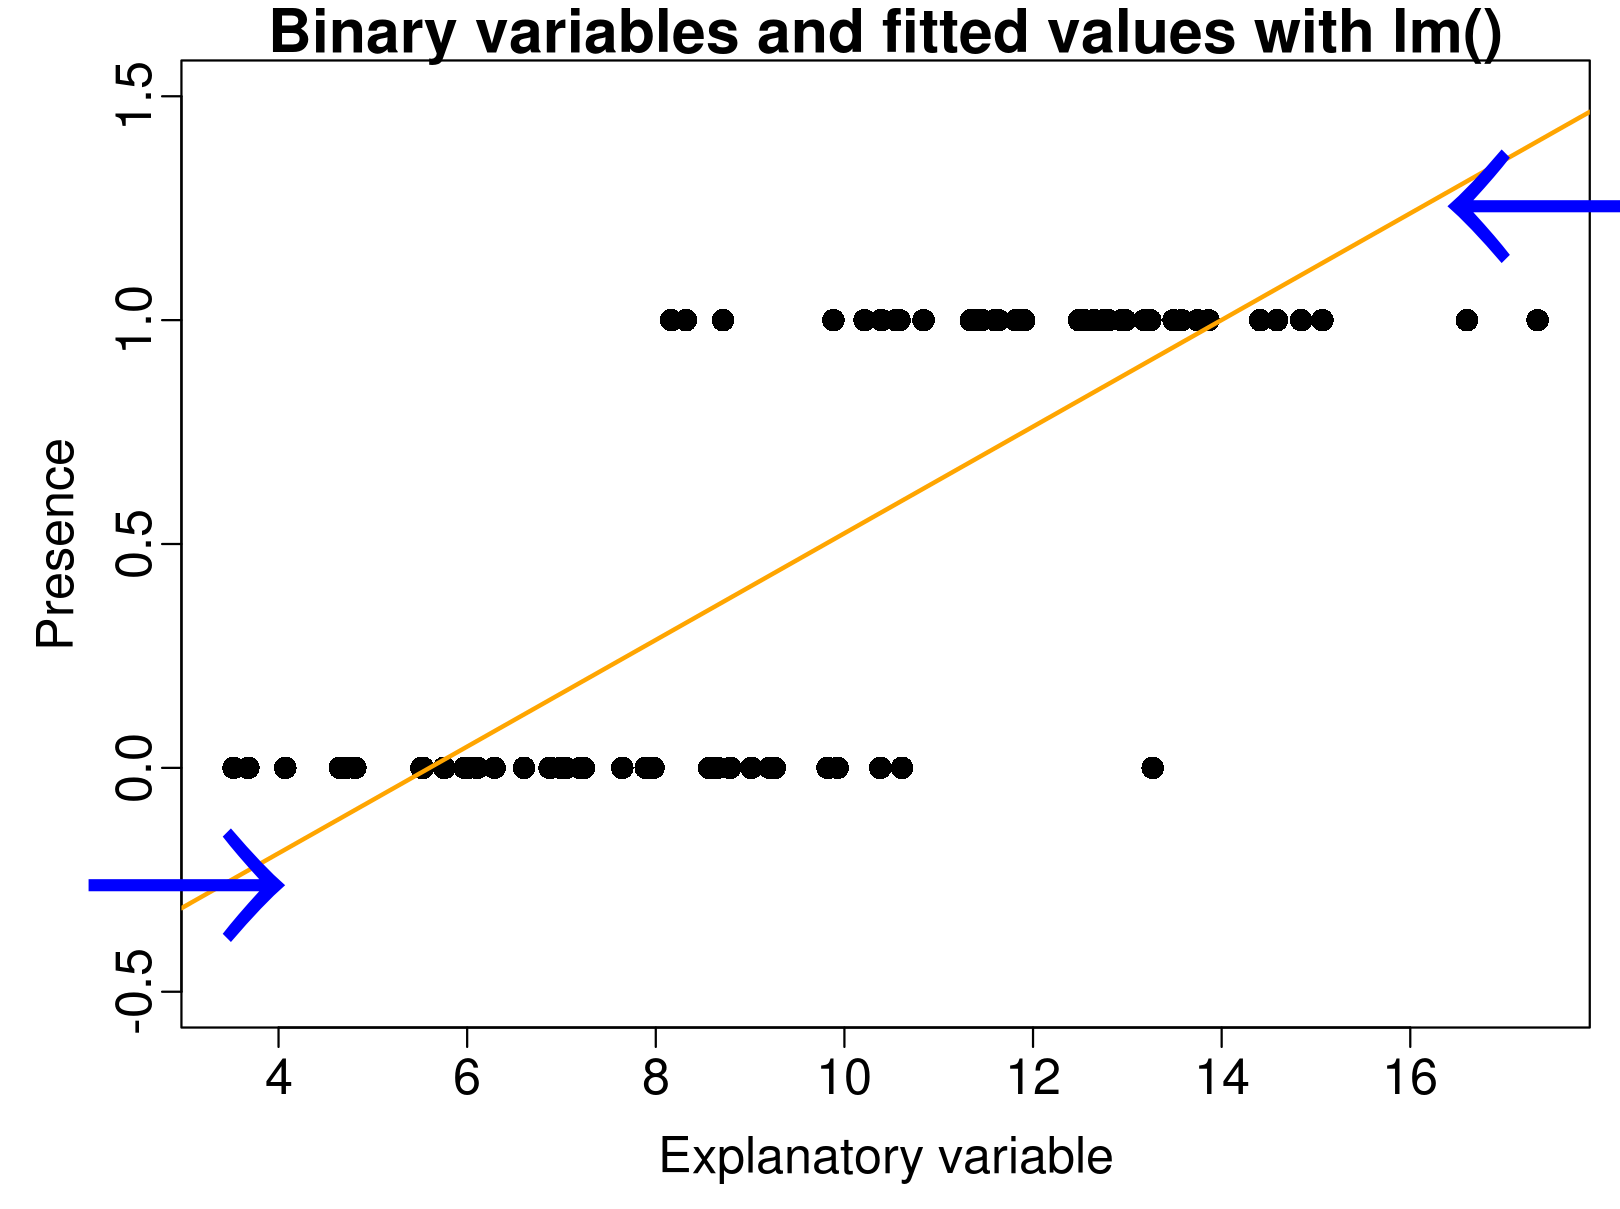 Binary variables and fitted values with lm()
1.5
1.0
0.5
0.0
-0.5
Presence
4 6 8 10 12 14 16
Explanatory variable